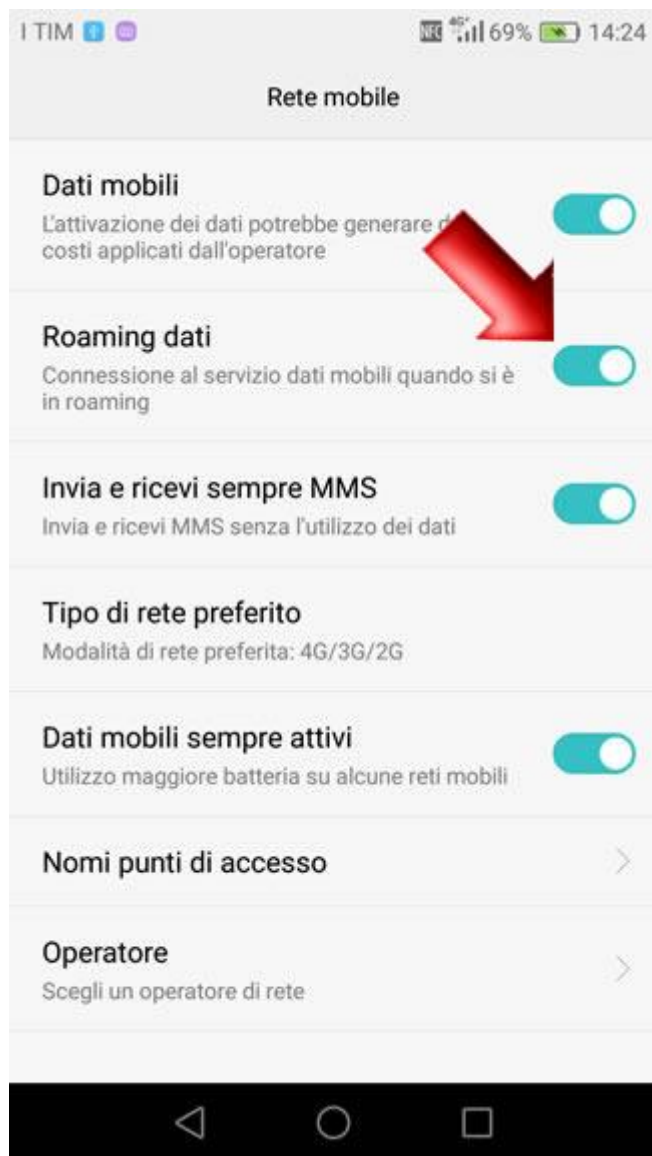 I TIM NFC 4G+ 69% 14:24
Rete mobile
Dati mobili
L'attivazione dei dati potrebbe generare
costi applicati dall'operatore
Roaming dati
Connessione al servizio dati mobili quando si è
in roaming
Invia e ricevi sempre MMS
Invia e ricevi MMS senza l'utilizzo dei dati
Tipo di rete preferito
Modalità di rete preferita: 4G/3G/2G
Dati mobili sempre attivi
Utilizzo maggiore batteria su alcune reti mobili
Nomi punti di accesso
Operatore
Scegli un operatore di rete